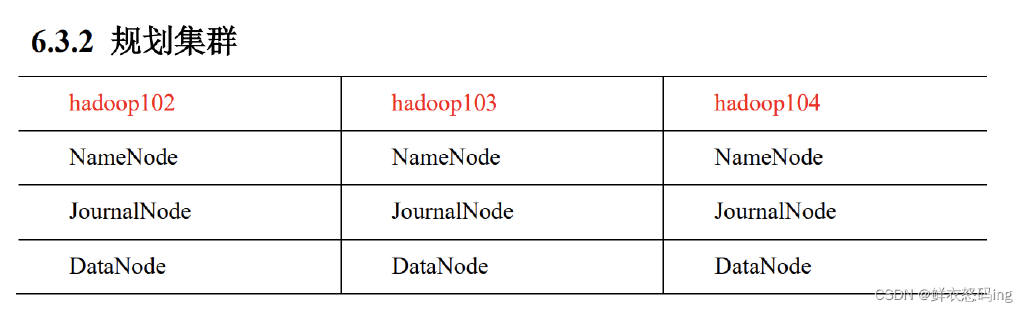 6.3.2 规划集群
hadoop102 hadoop103 hadoop104
NameNode NameNode NameNode
JournalNode JournalNode JournalNode
DataNode DataNode DataNode
CSDN @鲜衣怒码ing